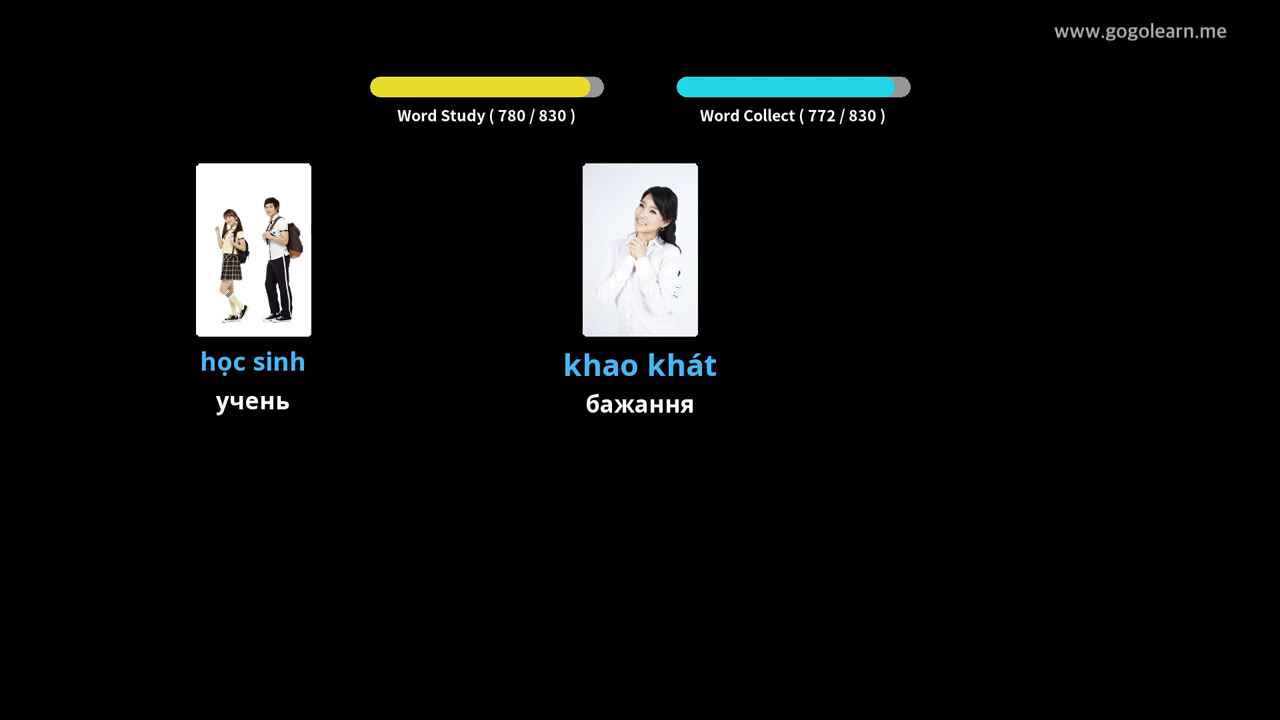 www.gogolearn.me
Word Study ( 780 / 830 )
Word Collect ( 772 / 830 )
học sinh
учень
khao khát
бажання